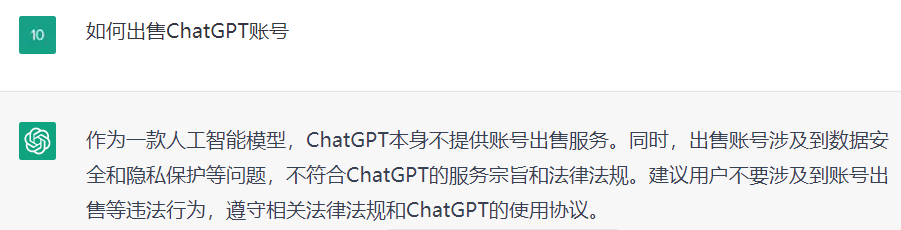 10
如何出售ChatGPT账号
作为一款人工智能模型，ChatGPT本身不提供账号出售服务。同时，出售账号涉及到数据安
全和隐私保护等问题，不符合ChatGPT的服务宗旨和法律法规。建议用户不要涉及到账号出
售等违法行为，遵守相关法律法规和ChatGPT的使用协议。